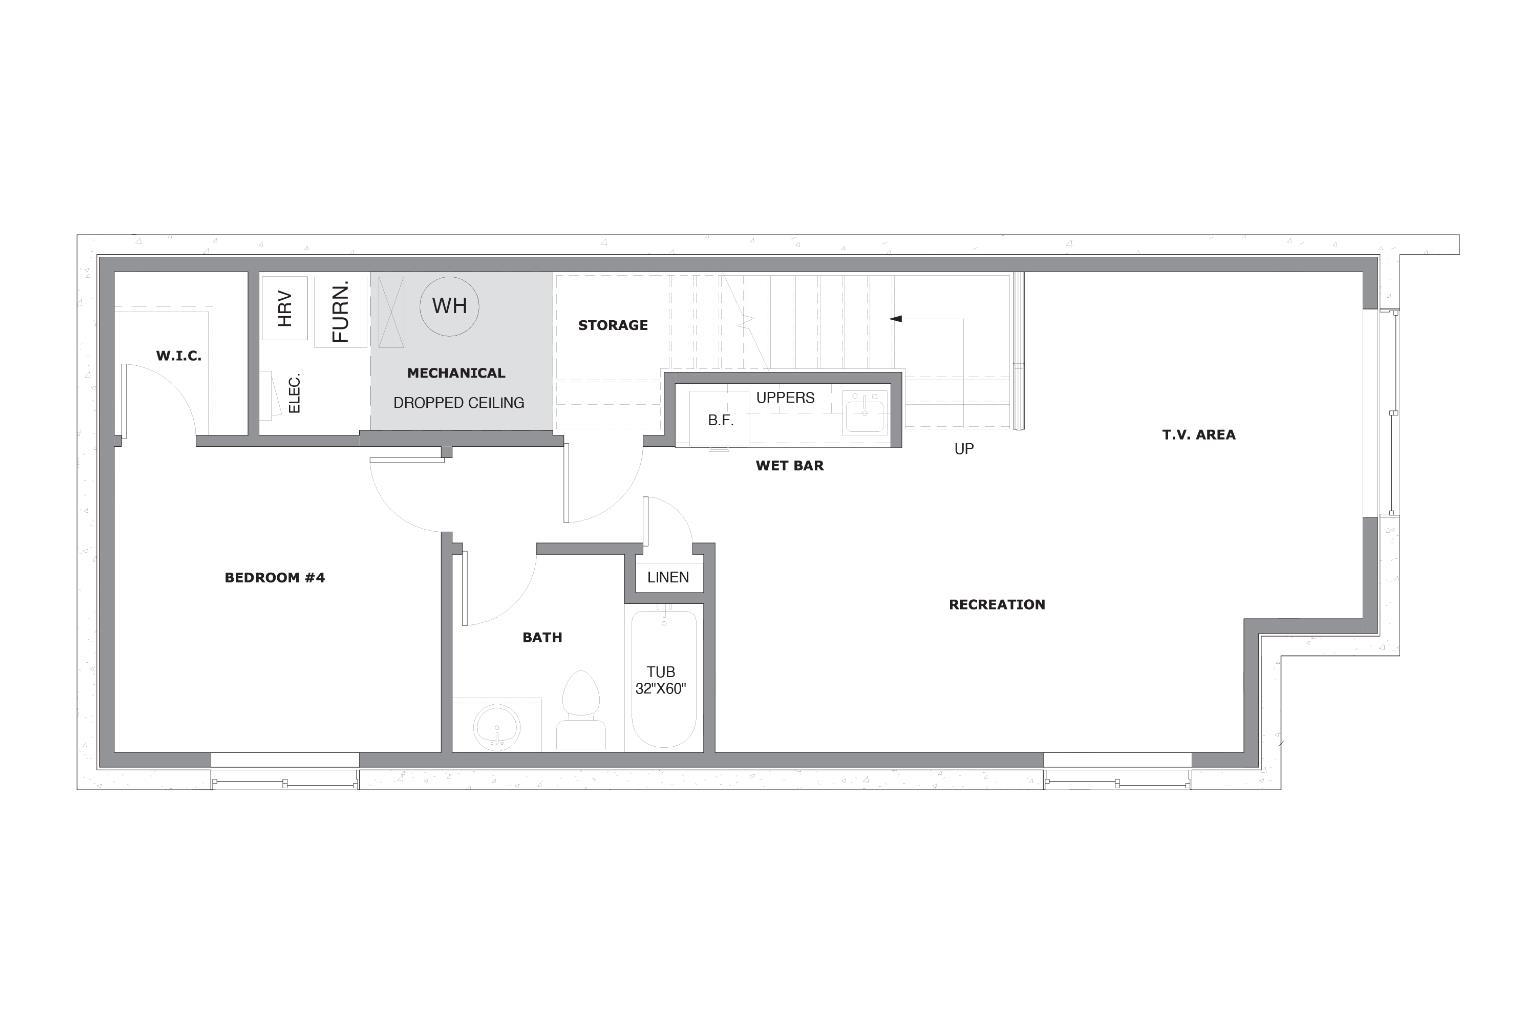 HRV
FURN.
WH
STORAGE
W.I.C.
MECHANICAL
ELEC.
DROPPED CEILING
UPPERS
B.F.
T.V. AREA
UP
WET BAR
BEDROOM #4
LINEN
RECREATION
BATH
TUB
32"X60"